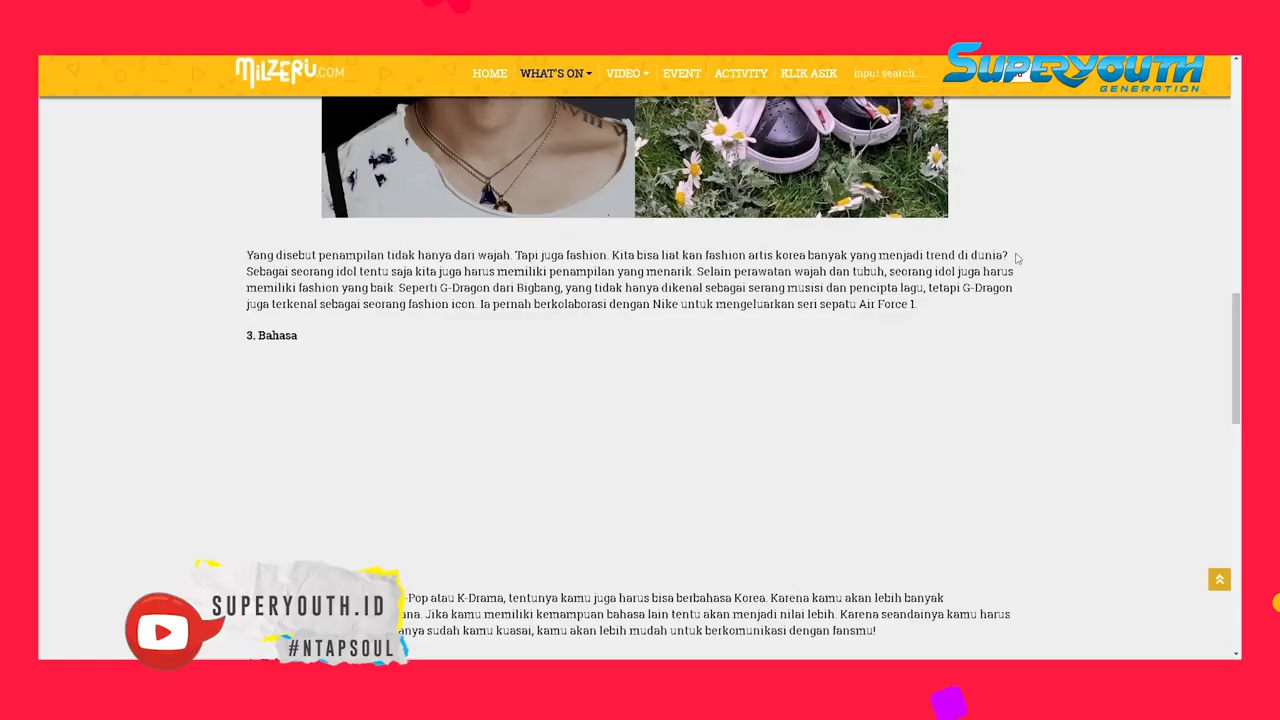 MILZERU.COM
HOME
WHAT'S ON
VIDEO
EVENT
ACTIVITY
KLIK ASIK
input search....
SUPERYOUTH
GENERATION
Yang disebut penampilan tidak hanya dari wajah. Tapi juga fashion. Kita bisa liat kan fashion artis korea banyak yang menjadi trend di dunia?
Sebagai seorang idol tentu saja kita juga harus memiliki penampilan yang menarik. Selain perawatan wajah dan tubuh, seorang idol juga harus
memiliki fashion yang baik. Seperti G-Dragon dari Bigbang, yang tidak hanya dikenal sebagai serang musisi dan pencipta lagu, tetapi G-Dragon
juga terkenal sebagai seorang fashion icon. Ia pernah berkolaborasi dengan Nike untuk mengeluarkan seri sepatu Air Force 1.
3. Bahasa
-Pop atau K-Drama, tentunya kamu juga harus bisa berbahasa Korea. Karena kamu akan lebih banyak
ana. Jika kamu memiliki kemampuan bahasa lain tentu akan menjadi nilai lebih. Karena seandainya kamu harus
anya sudah kamu kuasai, kamu akan lebih mudah untuk berkomunikasi dengan fansmu!
SUPERYOUTH.ID
#NTAPSOUL